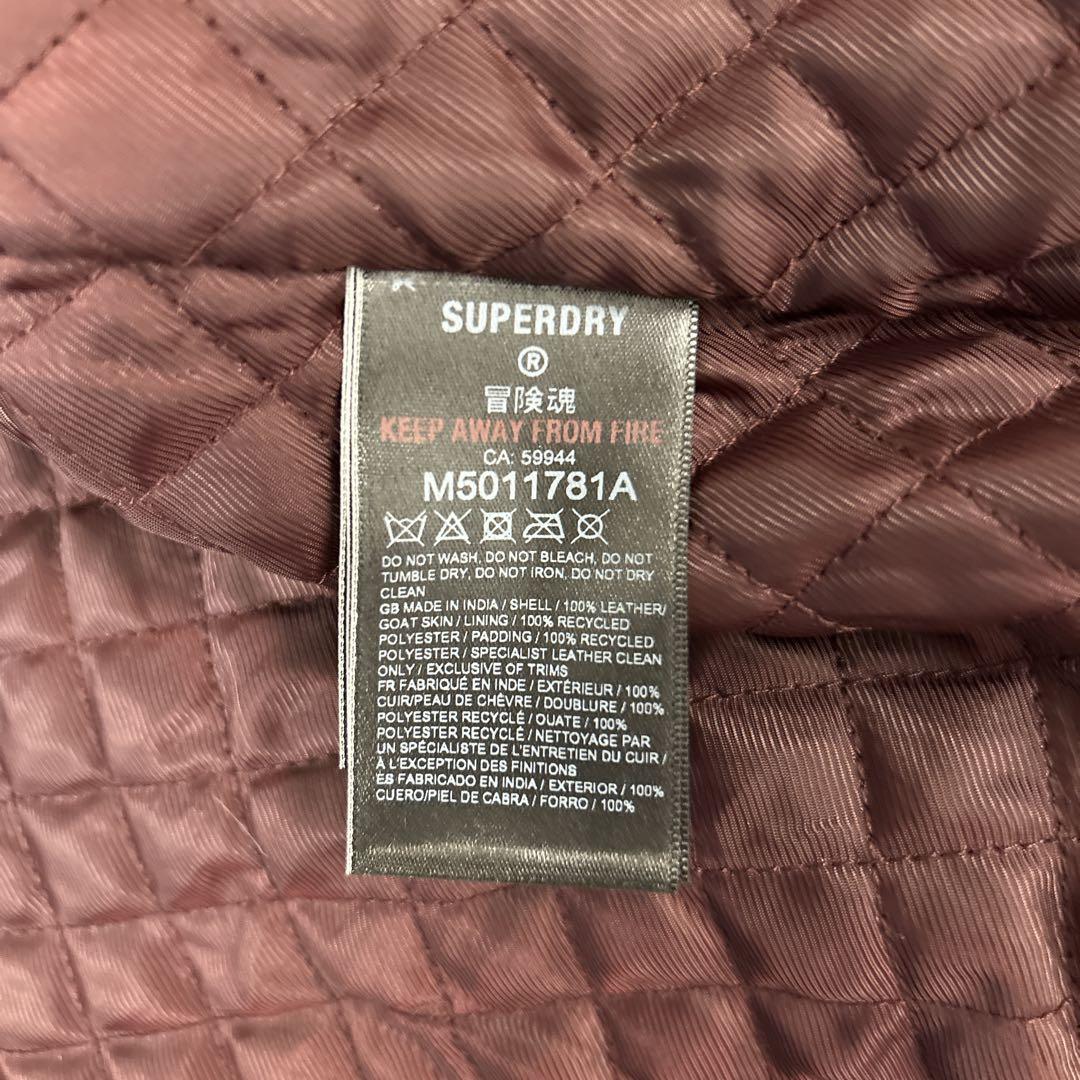 SUPERDRY
®
冒険魂
KEEP AWAY FROM FIRE
CA: 59944
M5011781A
DO NOT WASH, DO NOT BLEACH, DO NOT
TUMBLE DRY, DO NOT IRON, DO NOT DRY
CLEAN
GB MADE IN INDIA / SHELL / 100% LEATHER/
GOAT SKIN / LINING / 100% RECYCLED
POLYESTER / PADDING / 100% RECYCLED
POLYESTER / SPECIALIST LEATHER CLEAN
ONLY / EXCLUSIVE OF TRIMS
FR FABRIQUÉ EN INDE / EXTÉRIEUR / 100%
CUIR/PEAU DE CHÈVRE / DOUBLURE / 100%
POLYESTER RECYCLÉ / OUATE / 100%
POLYESTER RECYCLÉ / NETTOYAGE PAR
UN SPÉCIALISTE DE L'ENTRETIEN DU CUIR /
À L'EXCEPTION DES FINITIONS
ES FABRICADO EN INDIA / EXTERIOR / 100%
CUERO/PIEL DE CABRA / FORRO / 100%